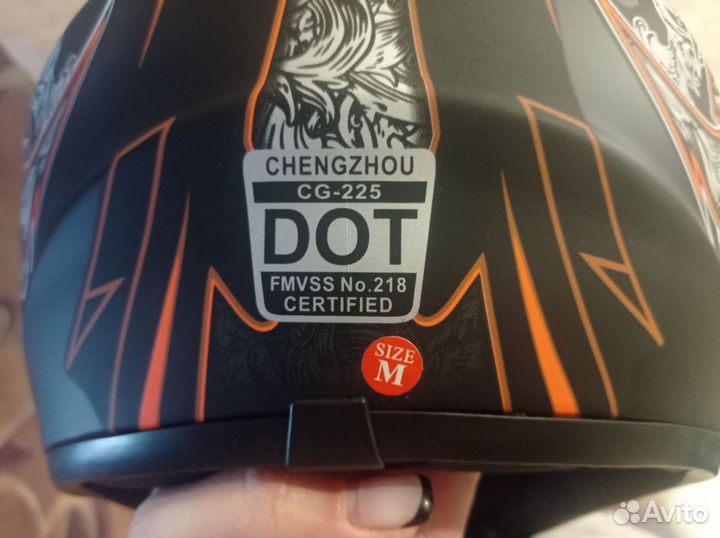 CHENGZHOU
CG-225
DOT
FMVSS No.218
CERTIFIED
SIZE
M
Avito